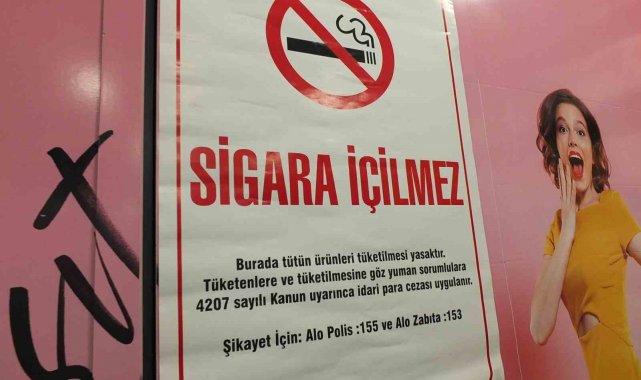 SİGARA İÇİLMEZ
Burada tütün ürünleri tüketilmesi yasaktır.
Tüketenlere ve tüketilmesine göz yuman sorumlulara
4207 sayılı Kanun uyarınca idari para cezası uygulanır.
Şikayet İçin: Alo Polis :155 ve Alo Zabıta :153